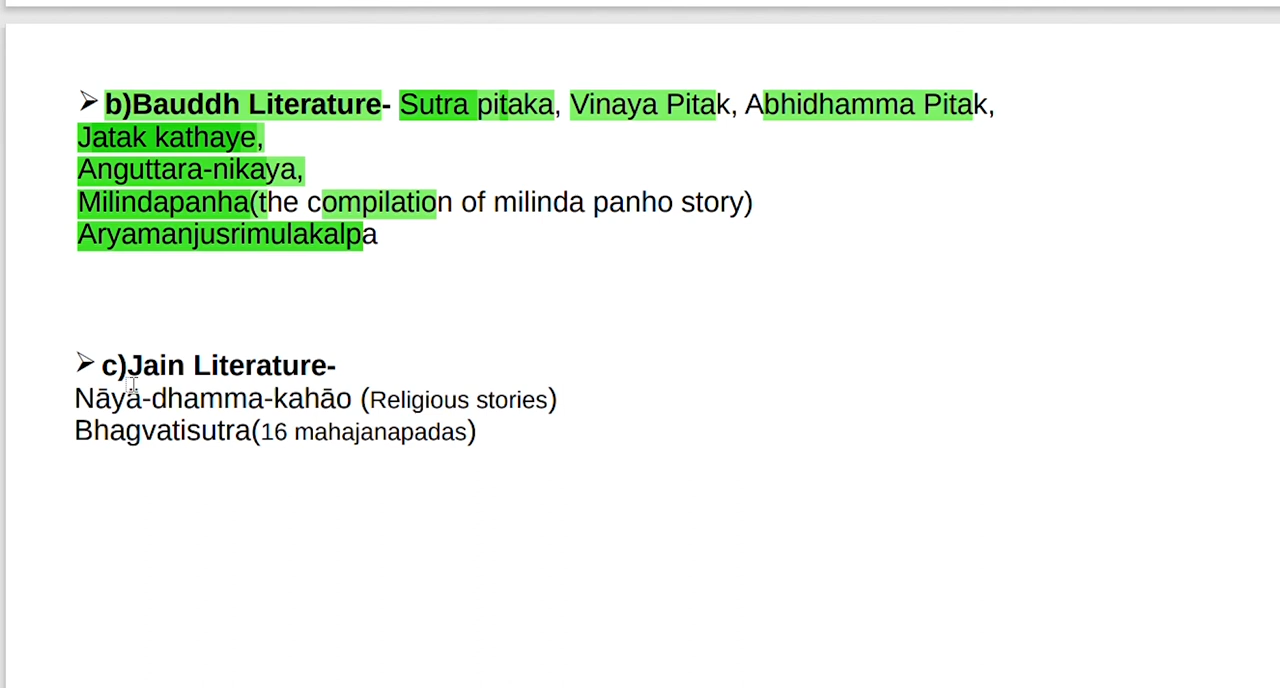 ➢ b)Bauddh Literature- Sutra pitaka, Vinaya Pitak, Abhidhamma Pitak,
Jatak kathaye,
Anguttara-nikaya,
Milindapanha(the compilation of milinda panho story)
Aryamanjusrimulakalpa
➢ c)Jain Literature-
Nāyā-dhamma-kahāo (Religious stories)
Bhagvatisutra(16 mahajanapadas)